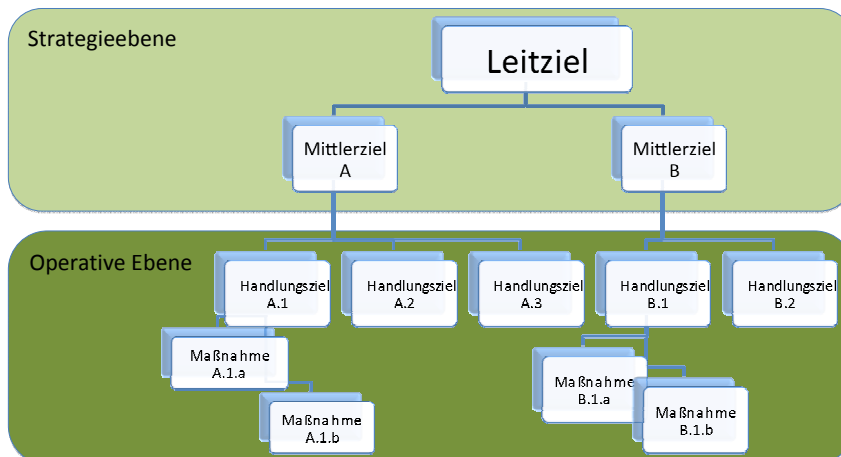 Strategieebene
Leitziel
Mittlerziel
A
Mittlerziel
B
Operative Ebene
Handlungsziel
A.1
Handlungsziel
A.2
Handlungsziel
A.3
Handlungsziel
B.1
Handlungsziel
B.2
Maßnahme
A.1.a
Maßnahme
A.1.b
Maßnahme
B.1.a
Maßnahme
B.1.b